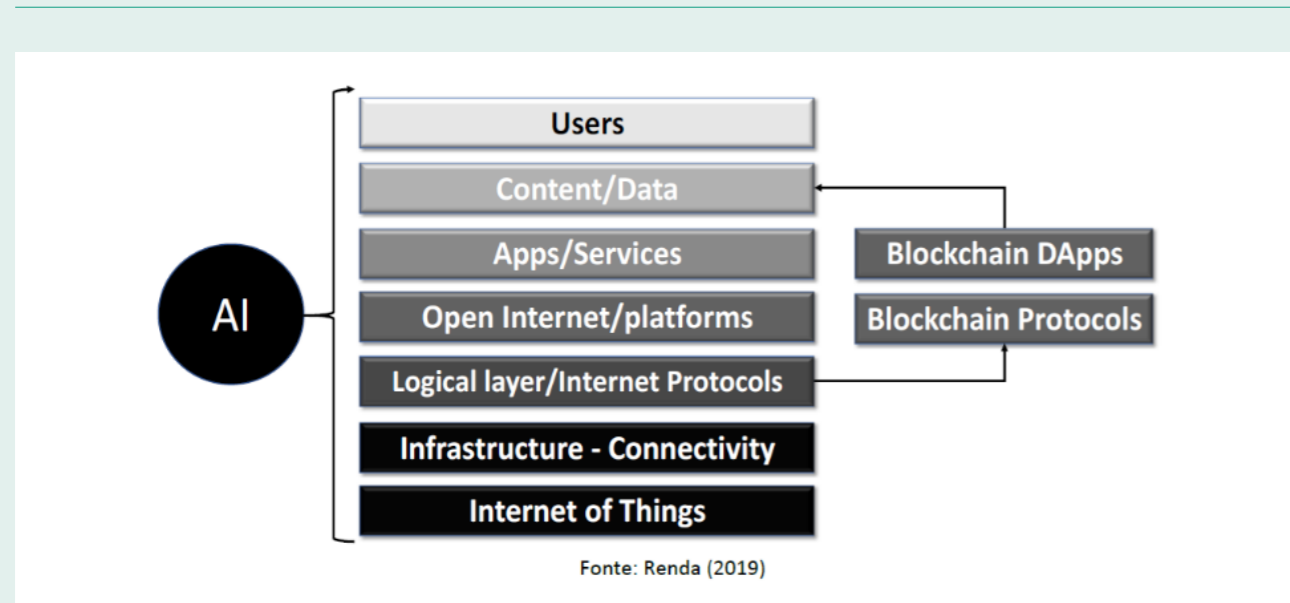 Users
Content/Data
Apps/Services
Open Internet/platforms
Logical layer/Internet Protocols
Infrastructure - Connectivity
Internet of Things
AI
Blockchain DApps
Blockchain Protocols
Fonte: Renda (2019)